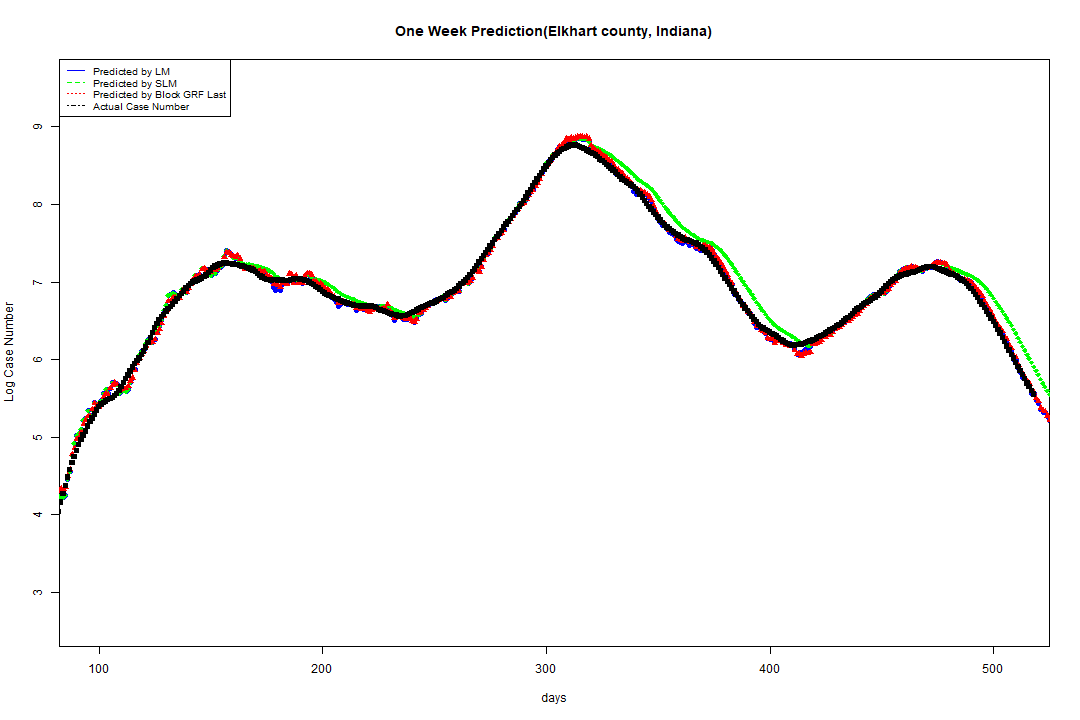 One Week Prediction(Elkhart county, Indiana)
Predicted by LM
Predicted by SLM
Predicted by Block GRF Last
Actual Case Number
9
8
7
6
5
4
3
Log Case Number
100 200 300 400 500
days